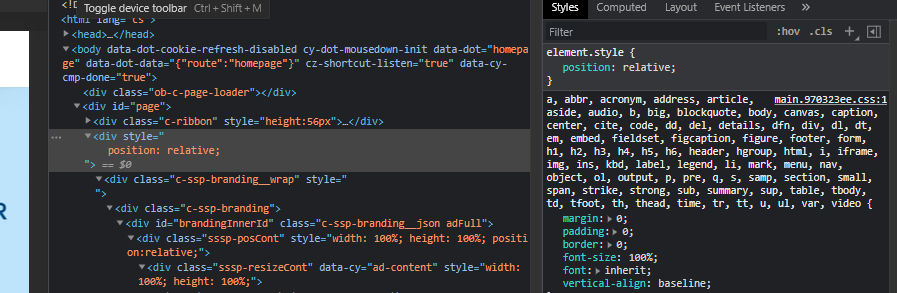 <!D
Toggle device toolbar Ctrl + Shift + M
<html lang="cs">
<head>…</head>
<body data-dot-cookie-refresh-disabled cy-dot-mousedown-init data-dot="homepa
ge" data-dot-data="{"route":"homepage"}" cz-shortcut-listen="true" data-cy-
cmp-done="true">
<div class="ob-c-page-loader"></div>
<div id="page">
<div class="c-ribbon" style="height:56px">…</div>
… <div style="
position: relative;
"> == $0
<div class="c-ssp-branding__wrap" style="
">
<div class="c-ssp-branding">
<div id="brandingInnerId" class="c-ssp-branding__json adFull">
<div class="sssp-posCont" style="width: 100%; height: 100%; positi
on:relative;">
<div class="sssp-resizeCont" data-cy="ad-content" style="width:
100%; height: 100%;">
R
Styles Computed Layout Event Listeners »
Filter :hov .cls +
element.style {
position: relative;
}
a, abbr, acronym, address, article, main.970323ee.css:1
aside, audio, b, big, blockquote, body, canvas, caption,
center, cite, code, dd, del, details, dfn, div, dl, dt,
em, embed, fieldset, figcaption, figure, footer, form,
h1, h2, h3, h4, h5, h6, header, hgroup, html, i, iframe,
img, ins, kbd, label, legend, li, mark, menu, nav,
object, ol, output, p, pre, q, s, samp, section, small,
span, strike, strong, sub, summary, sup, table, tbody,
td, tfoot, th, thead, time, tr, tt, u, ul, var, video {
margin: 0;
padding: 0;
border: 0;
font-size: 100%;
font: inherit;
vertical-align: baseline;